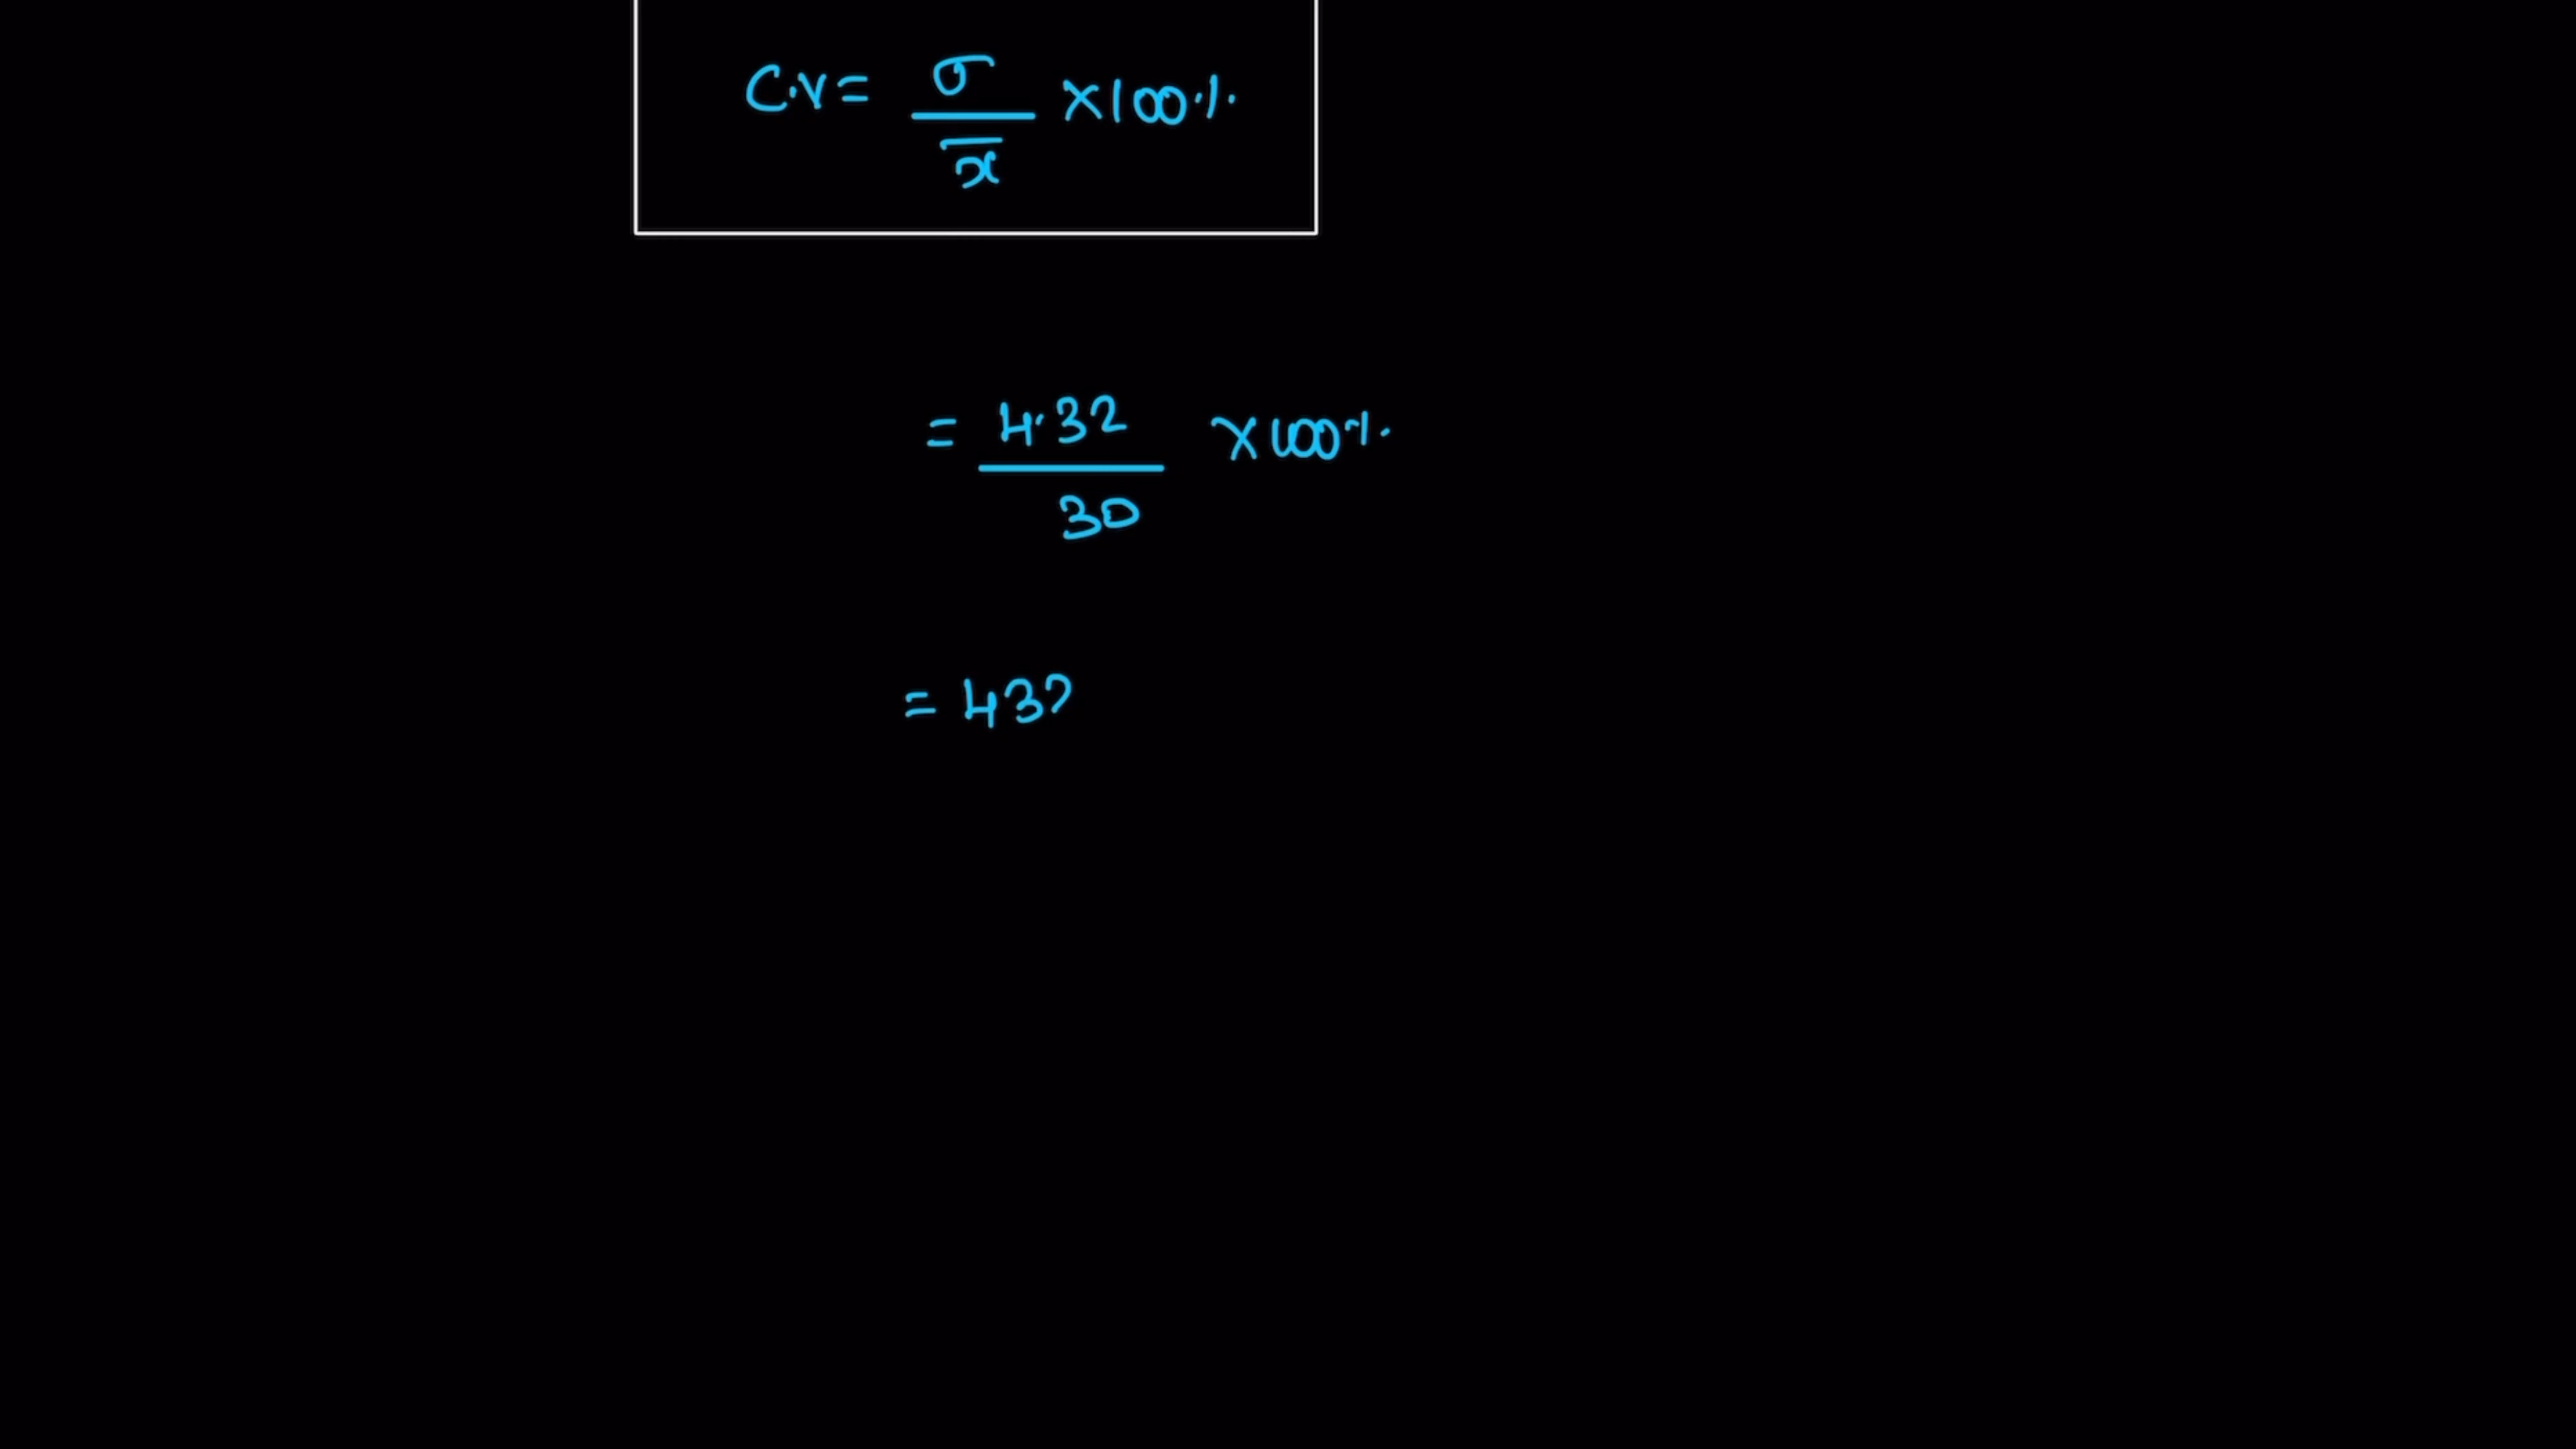 C.V = σ / x̄ ×100%
= 4.32 / 30 ×100%
= 432